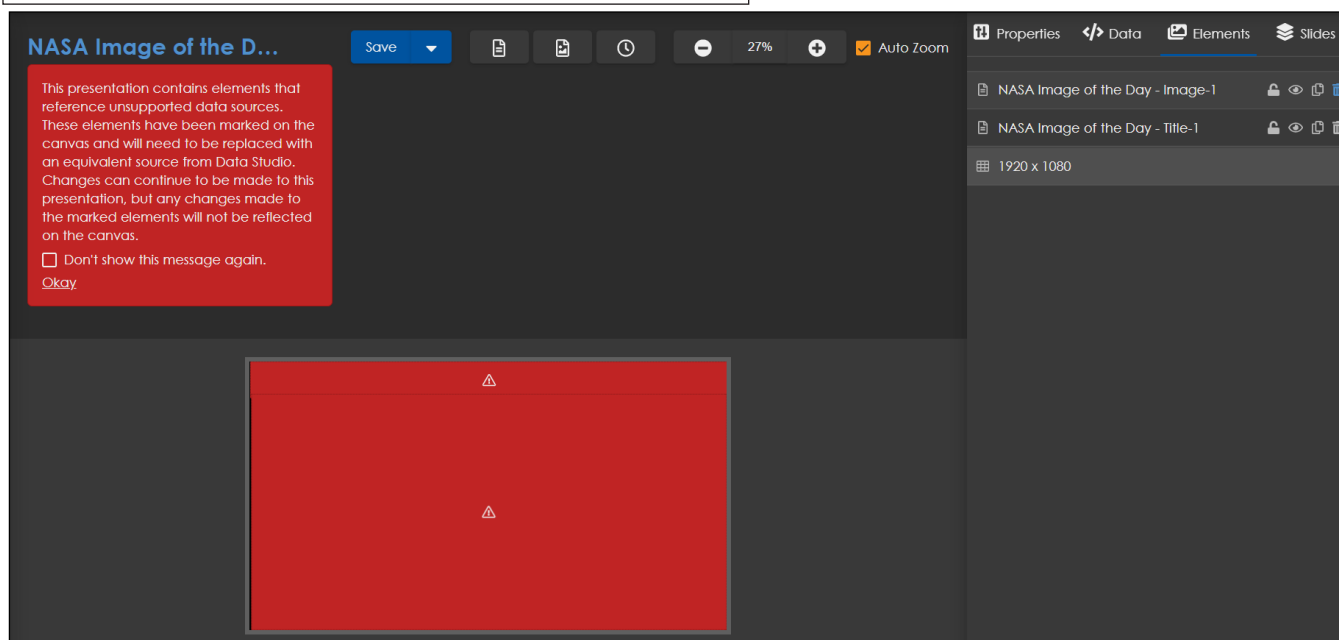 NASA Image of the D...
Save
27%
Auto Zoom
Properties
Data
Elements
Slides
This presentation contains elements that
reference unsupported data sources.
These elements have been marked on the
canvas and will need to be replaced with
an equivalent source from Data Studio.
Changes can continue to be made to this
presentation, but any changes made to
the marked elements will not be reflected
on the canvas.
Don't show this message again.
Okay
NASA Image of the Day - Image-1
NASA Image of the Day - Title-1
1920 x 1080